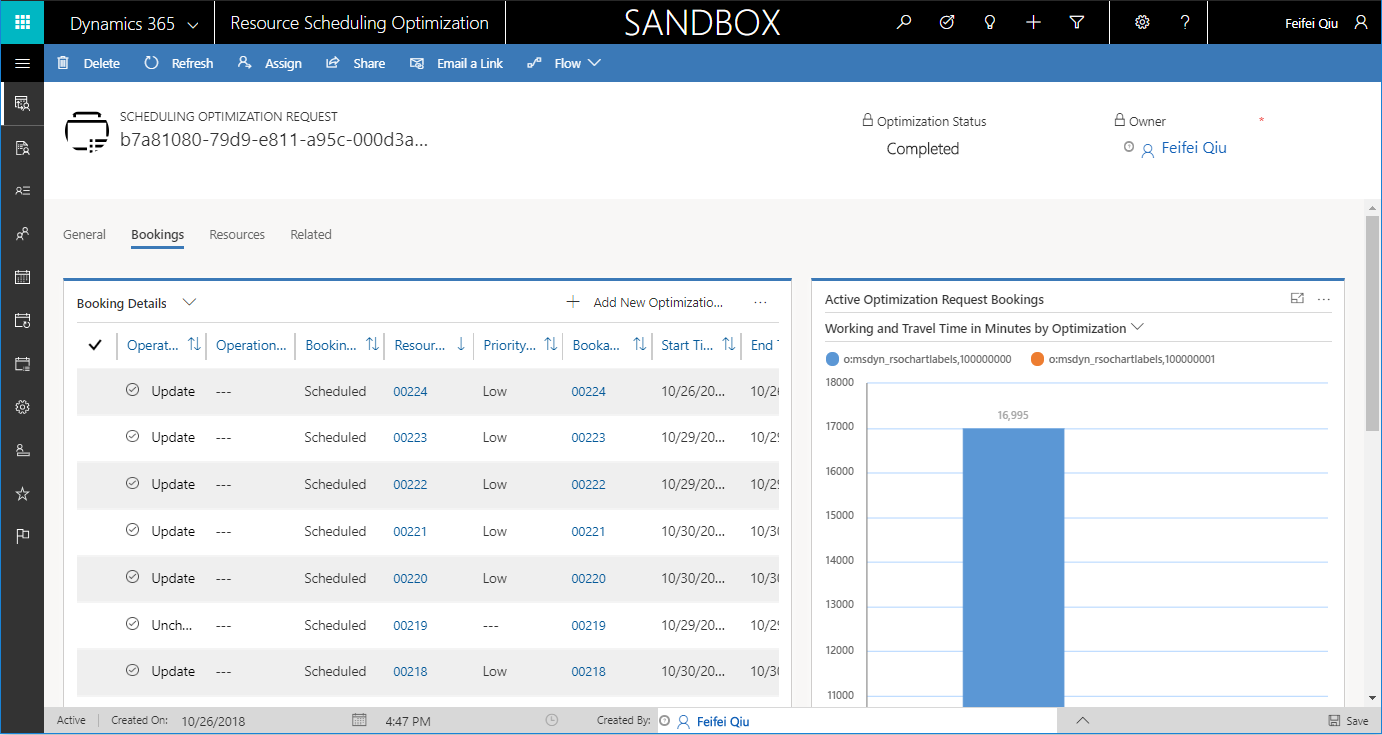 Dynamics 365 Resource Scheduling Optimization SANDBOX ? Feifei Qiu
Delete Refresh Assign Share Email a Link Flow
SCHEDULING OPTIMIZATION REQUEST
b7a81080-79d9-e811-a95c-000d3a...
Optimization Status
Completed
Owner *
Feifei Qiu
General Bookings Resources Related
Booking Details Add New Optimizatio... ...
Operat... Operation... Bookin... Resour... Priority... Booka... Start Ti... End
Update --- Scheduled 00224 Low 00224 10/26/20... 10/26
Update --- Scheduled 00223 Low 00223 10/29/20... 10/29
Update --- Scheduled 00222 Low 00222 10/29/20... 10/29
Update --- Scheduled 00221 Low 00221 10/30/20... 10/30
Update --- Scheduled 00220 Low 00220 10/30/20... 10/30
Unch... --- Scheduled 00219 --- 00219 10/29/20... 10/29
Update --- Scheduled 00218 Low 00218 10/30/20... 10/30
Active Optimization Request Bookings ...
Working and Travel Time in Minutes by Optimization
o:msdyn_rsochartlabels,100000000 o:msdyn_rsochartlabels,100000001
18000
16,995
17000
16000
15000
14000
13000
12000
11000
Active Created On: 10/26/2018 4:47 PM Created By: Feifei Qiu Save